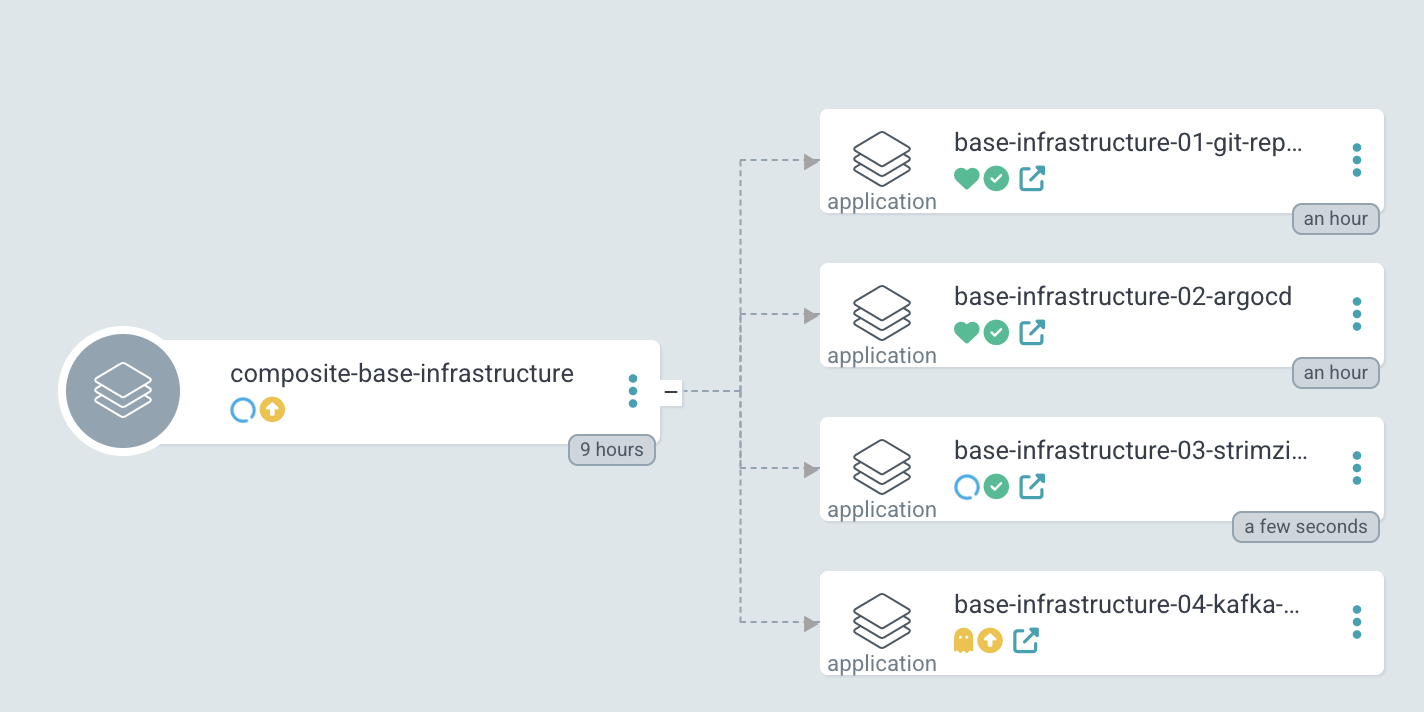 composite-base-infrastructure
9 hours
base-infrastructure-01-git-rep...
application
an hour
base-infrastructure-02-argocd
application
an hour
base-infrastructure-03-strimzi...
application
a few seconds
base-infrastructure-04-kafka-...
application